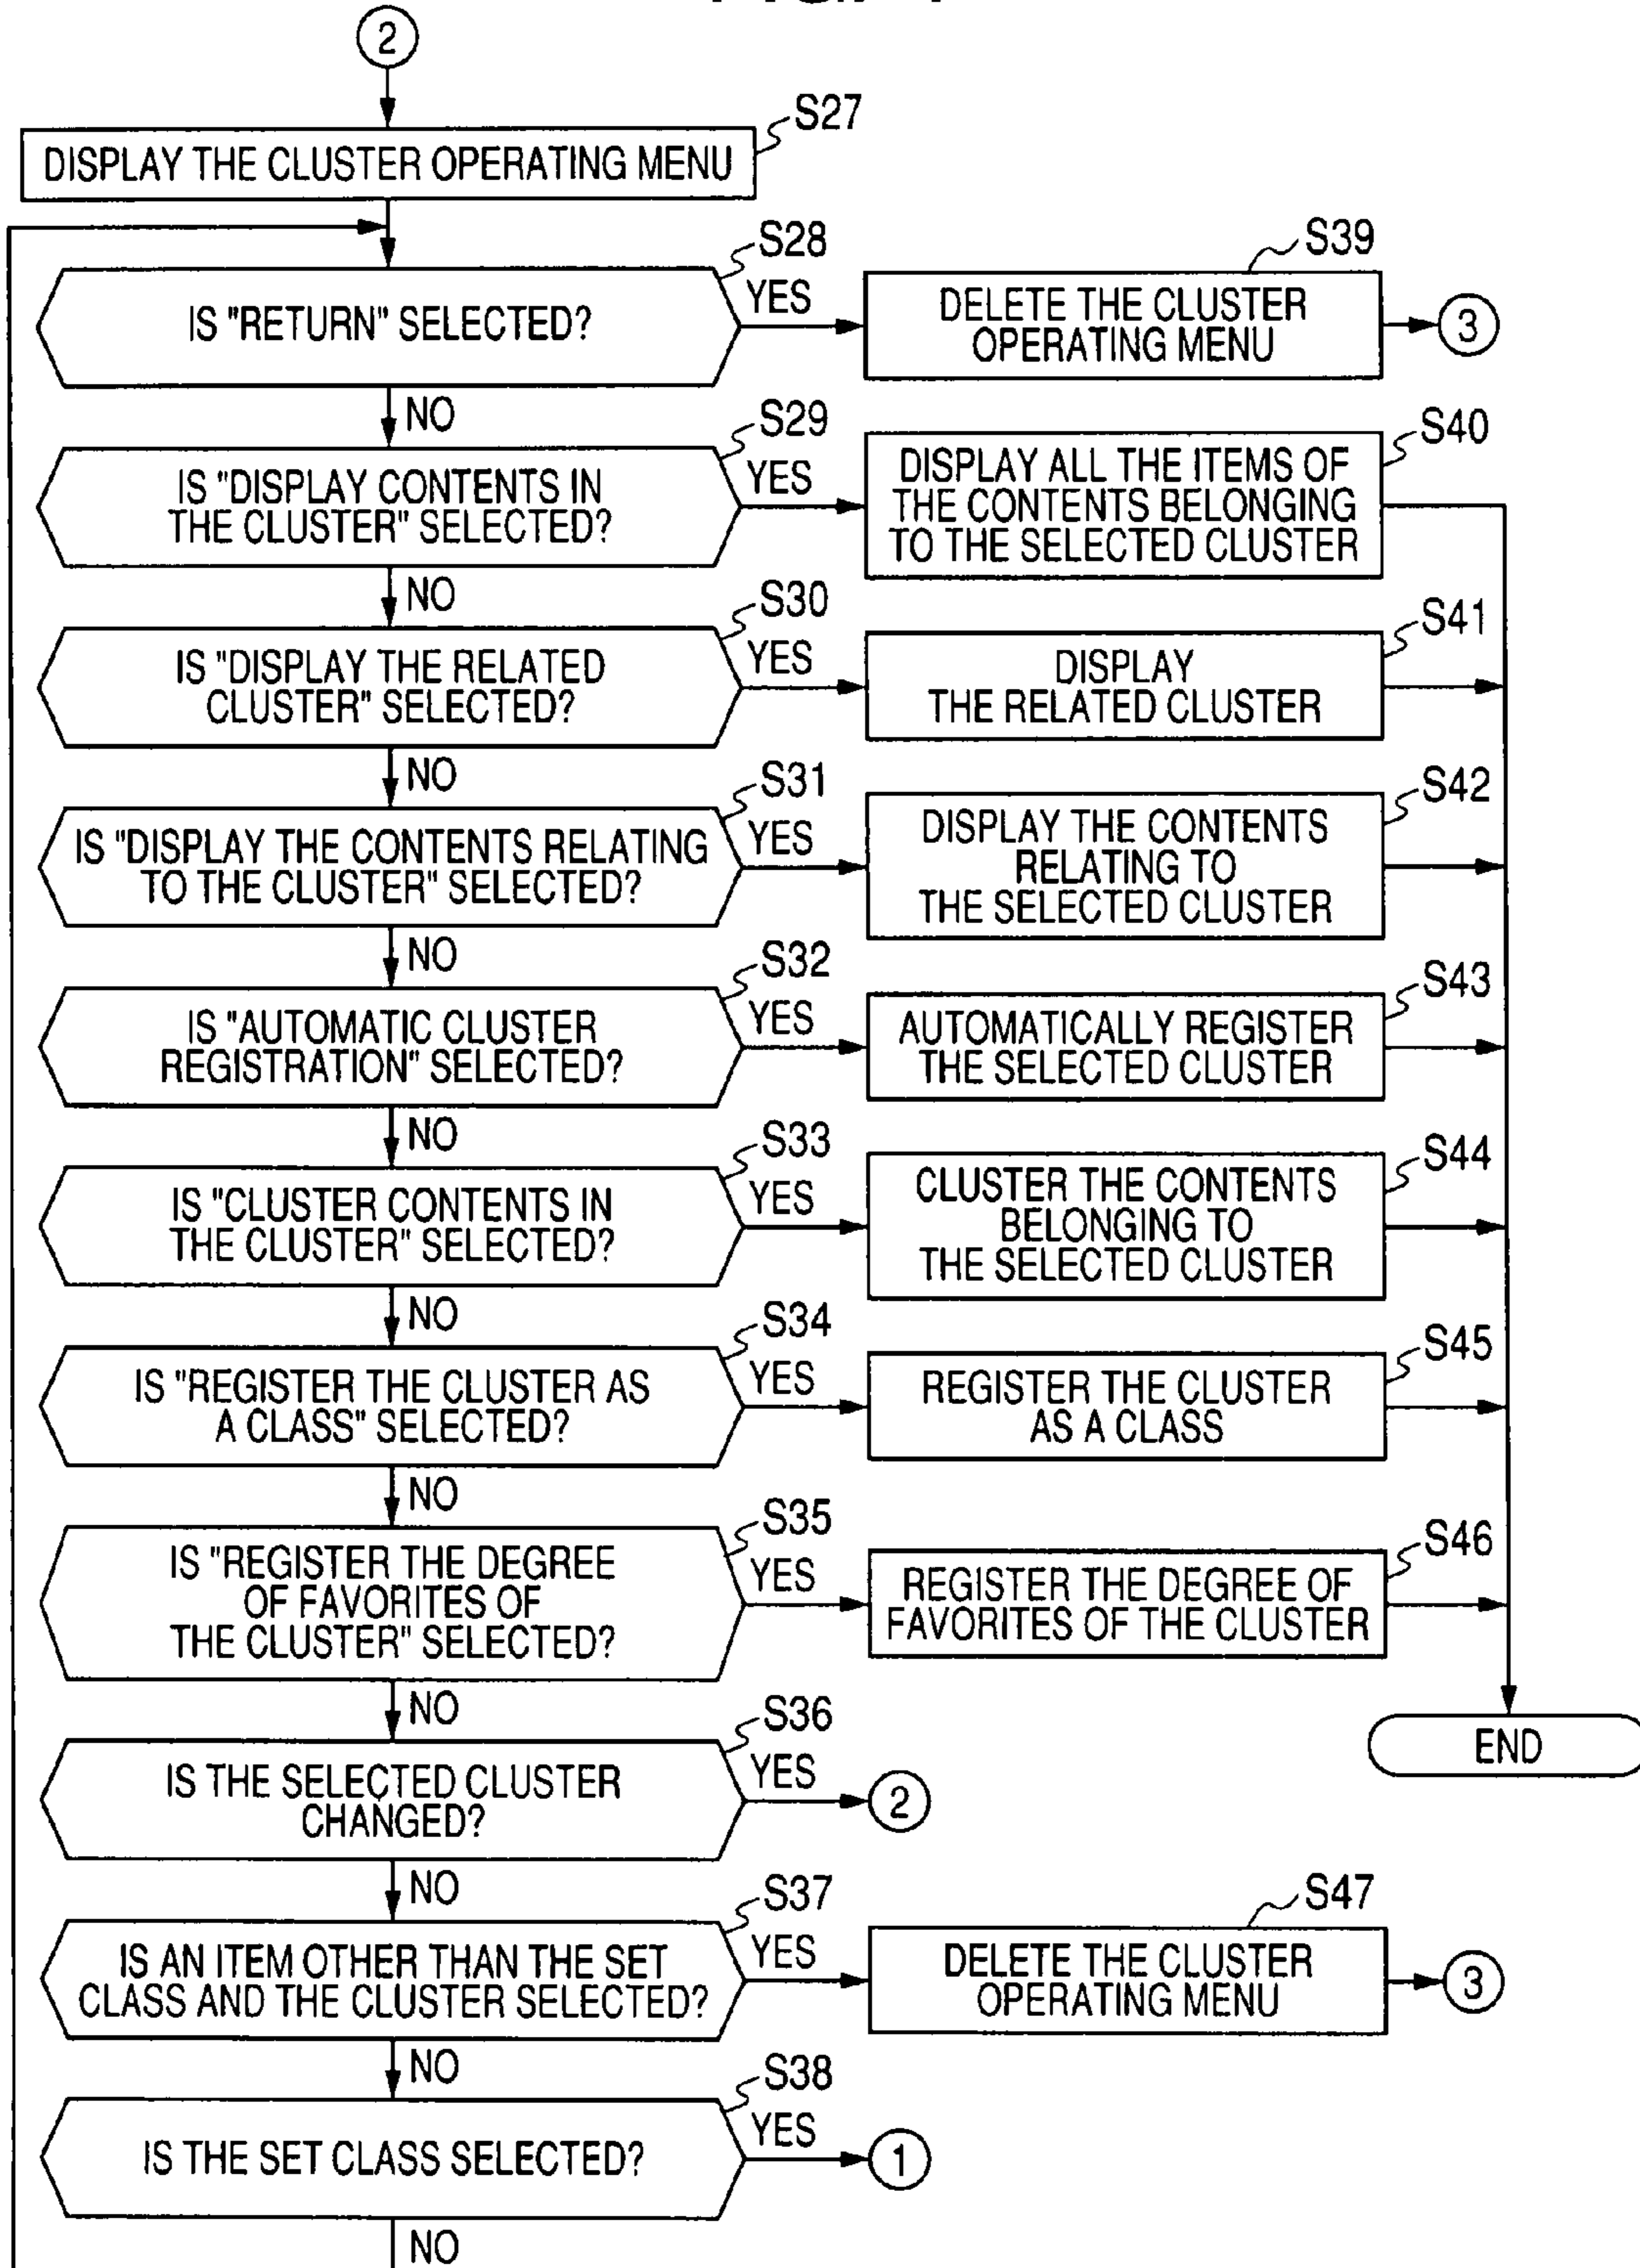 2
S27
DISPLAY THE CLUSTER OPERATING MENU
S28
IS "RETURN" SELECTED?
YES
S39
DELETE THE CLUSTER
OPERATING MENU
3
NO
S29
IS "DISPLAY CONTENTS IN
THE CLUSTER" SELECTED?
YES
S40
DISPLAY ALL THE ITEMS OF
THE CONTENTS BELONGING
TO THE SELECTED CLUSTER
NO
S30
IS "DISPLAY THE RELATED
CLUSTER" SELECTED?
YES
S41
DISPLAY
THE RELATED CLUSTER
NO
S31
IS "DISPLAY THE CONTENTS RELATING
TO THE CLUSTER" SELECTED?
YES
S42
DISPLAY THE CONTENTS
RELATING TO
THE SELECTED CLUSTER
NO
S32
IS "AUTOMATIC CLUSTER
REGISTRATION" SELECTED?
YES
S43
AUTOMATICALLY REGISTER
THE SELECTED CLUSTER
NO
S33
IS "CLUSTER CONTENTS IN
THE CLUSTER" SELECTED?
YES
S44
CLUSTER THE CONTENTS
BELONGING TO
THE SELECTED CLUSTER
NO
S34
IS "REGISTER THE CLUSTER AS
A CLASS" SELECTED?
YES
S45
REGISTER THE CLUSTER
AS A CLASS
NO
S35
IS "REGISTER THE DEGREE
OF FAVORITES OF
THE CLUSTER" SELECTED?
YES
S46
REGISTER THE DEGREE OF
FAVORITES OF THE CLUSTER
NO
END
S36
IS THE SELECTED CLUSTER
CHANGED?
YES
2
NO
S37
IS AN ITEM OTHER THAN THE SET
CLASS AND THE CLUSTER SELECTED?
YES
S47
DELETE THE CLUSTER
OPERATING MENU
3
NO
S38
IS THE SET CLASS SELECTED?
YES
1
NO